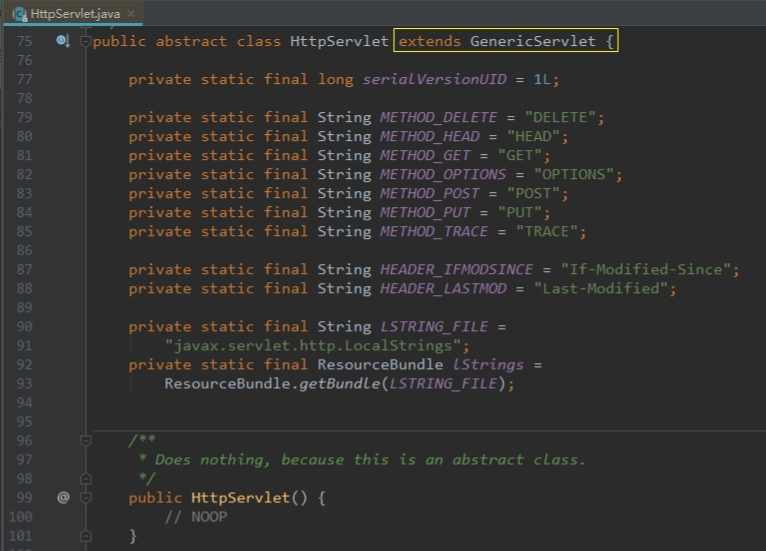 HttpServlet.java ×
75 public abstract class HttpServlet extends GenericServlet {
76
77 private static final long serialVersionUID = 1L;
78
79 private static final String METHOD_DELETE = "DELETE";
80 private static final String METHOD_HEAD = "HEAD";
81 private static final String METHOD_GET = "GET";
82 private static final String METHOD_OPTIONS = "OPTIONS";
83 private static final String METHOD_POST = "POST";
84 private static final String METHOD_PUT = "PUT";
85 private static final String METHOD_TRACE = "TRACE";
86
87 private static final String HEADER_IFMODSINCE = "If-Modified-Since";
88 private static final String HEADER_LASTMOD = "Last-Modified";
89
90 private static final String LSTRING_FILE =
91 "javax.servlet.http.LocalStrings";
92 private static final ResourceBundle lStrings =
93 ResourceBundle.getBundle(LSTRING_FILE);
94
95
96 /**
97 * Does nothing, because this is an abstract class.
98 */
99 @ public HttpServlet() {
100 // NOOP
101 }